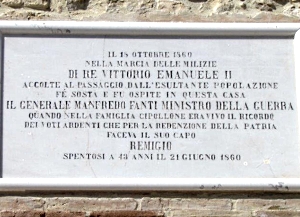 IL 15 OTTOBRE 1860
NELLA MARCIA DELLE MILIZIE
DI RE VITTORIO EMANUELE II
ACCOLTE AL PASSAGGIO DALL'ESULTANTE POPOLAZIONE
FÉ SOSTA E FU OSPITE IN QUESTA CASA
IL GENERALE MANFREDO FANTI MINISTRO DELLA GUERRA
QUANDO NELLA FAMIGLIA CIPOLLONE ERA VIVO IL RICORDO
DEI VOTI ARDENTI CHE PER LA REDENZIONE DELLA PATRIA
FACEVA IL SUO CAPO
REMIGIO
SPENTOSI A 43 ANNI IL 21 GIUGNO 1860